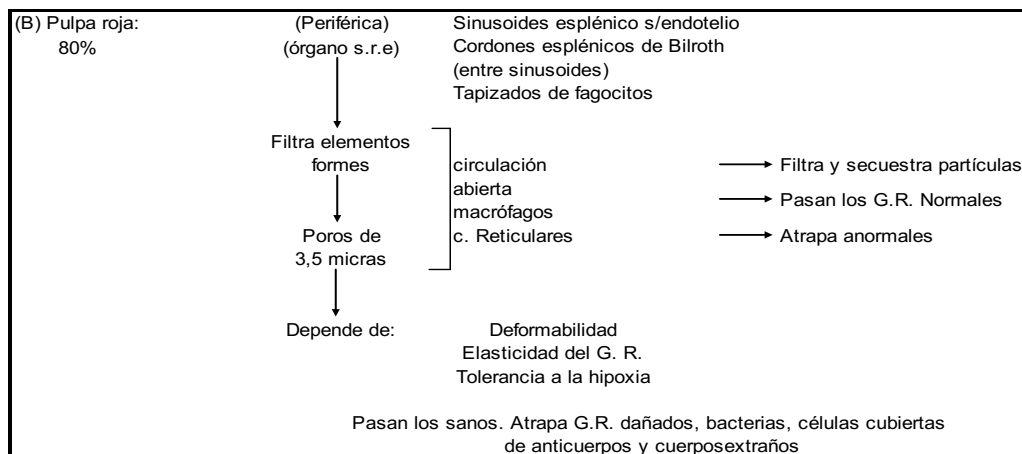 (B) Pulpa roja: (Periférica) Sinusoides esplénico s/endotelio
80% (órgano s.r.e) Cordones esplénicos de Bilroth
(entre sinusoides)
Tapizados de fagocitos
Filtra elementos
formes
circulación Filtra y secuestra partículas
abierta
macrófagos Pasan los G.R. Normales
Poros de c. Reticulares Atrapa anormales
3,5 micras
Depende de: Deformabilidad
Elasticidad del G. R.
Tolerancia a la hipoxia
Pasan los sanos. Atrapa G.R. dañados, bacterias, células cubiertas
de anticuerpos y cuerposextraños